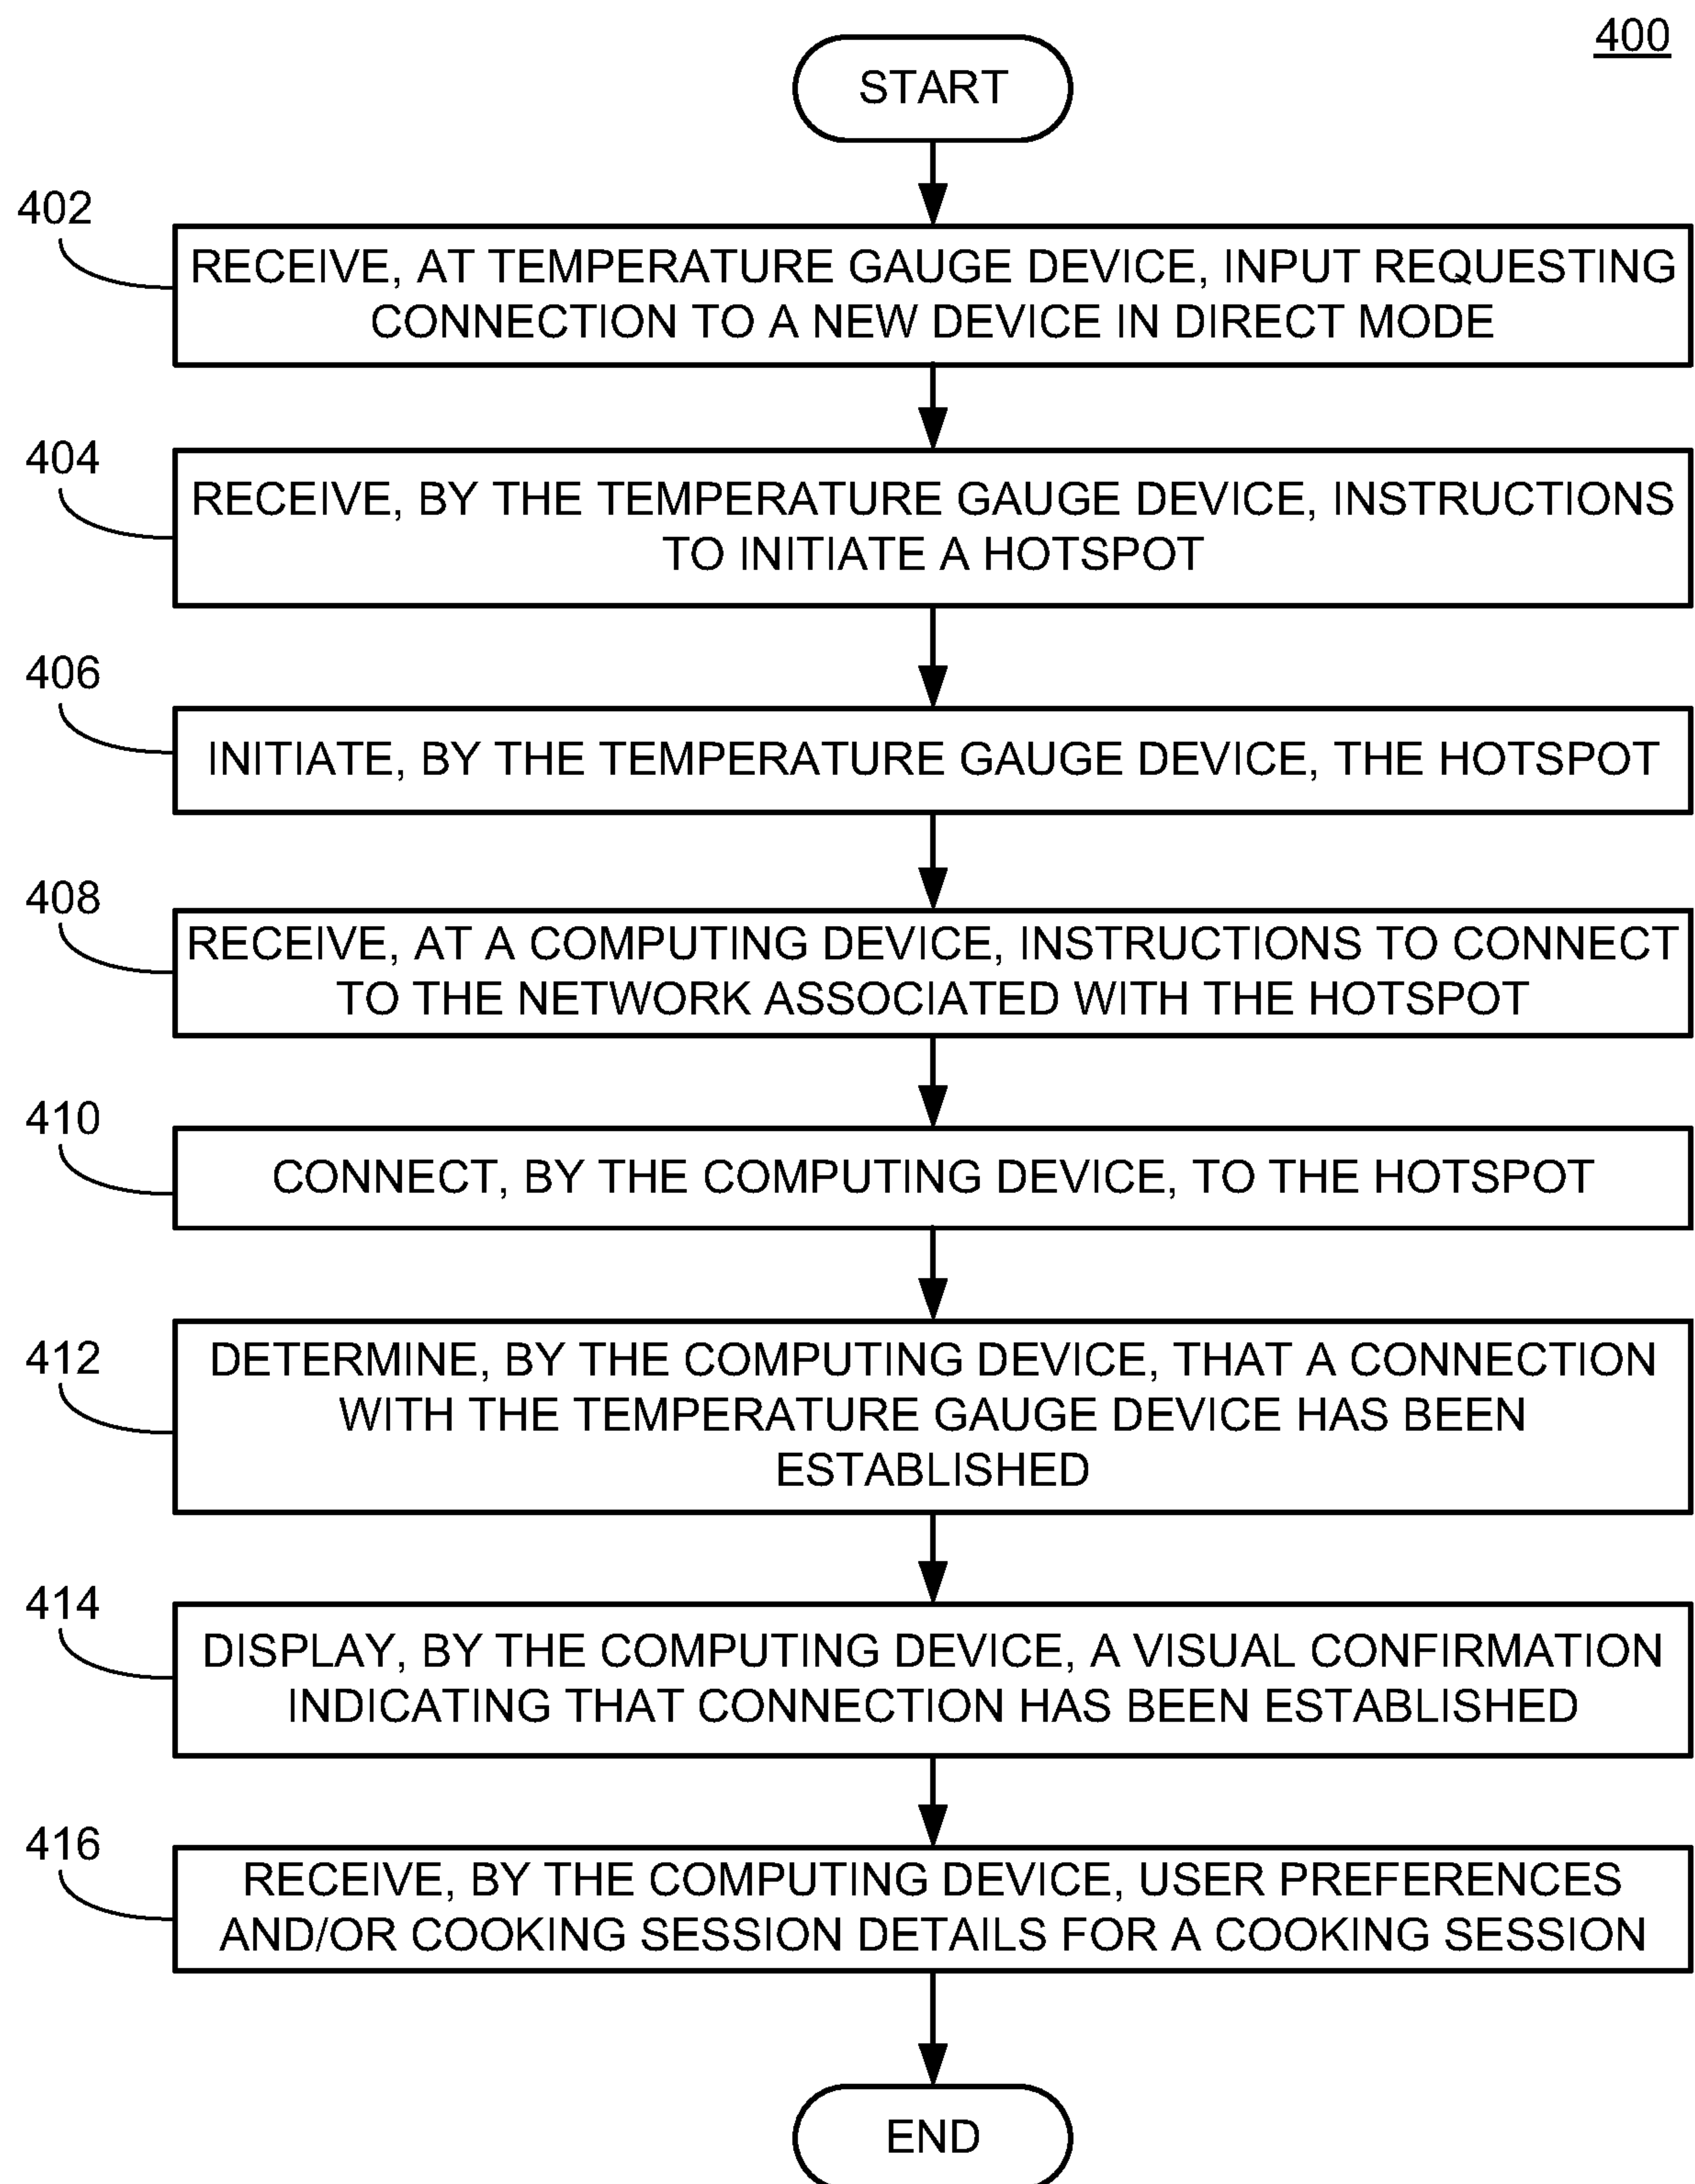 400
START
402
RECEIVE, AT TEMPERATURE GAUGE DEVICE, INPUT REQUESTING
CONNECTION TO A NEW DEVICE IN DIRECT MODE
404
RECEIVE, BY THE TEMPERATURE GAUGE DEVICE, INSTRUCTIONS
TO INITIATE A HOTSPOT
406
INITIATE, BY THE TEMPERATURE GAUGE DEVICE, THE HOTSPOT
408
RECEIVE, AT A COMPUTING DEVICE, INSTRUCTIONS TO CONNECT
TO THE NETWORK ASSOCIATED WITH THE HOTSPOT
410
CONNECT, BY THE COMPUTING DEVICE, TO THE HOTSPOT
412
DETERMINE, BY THE COMPUTING DEVICE, THAT A CONNECTION
WITH THE TEMPERATURE GAUGE DEVICE HAS BEEN
ESTABLISHED
414
DISPLAY, BY THE COMPUTING DEVICE, A VISUAL CONFIRMATION
INDICATING THAT CONNECTION HAS BEEN ESTABLISHED
416
RECEIVE, BY THE COMPUTING DEVICE, USER PREFERENCES
AND/OR COOKING SESSION DETAILS FOR A COOKING SESSION
END